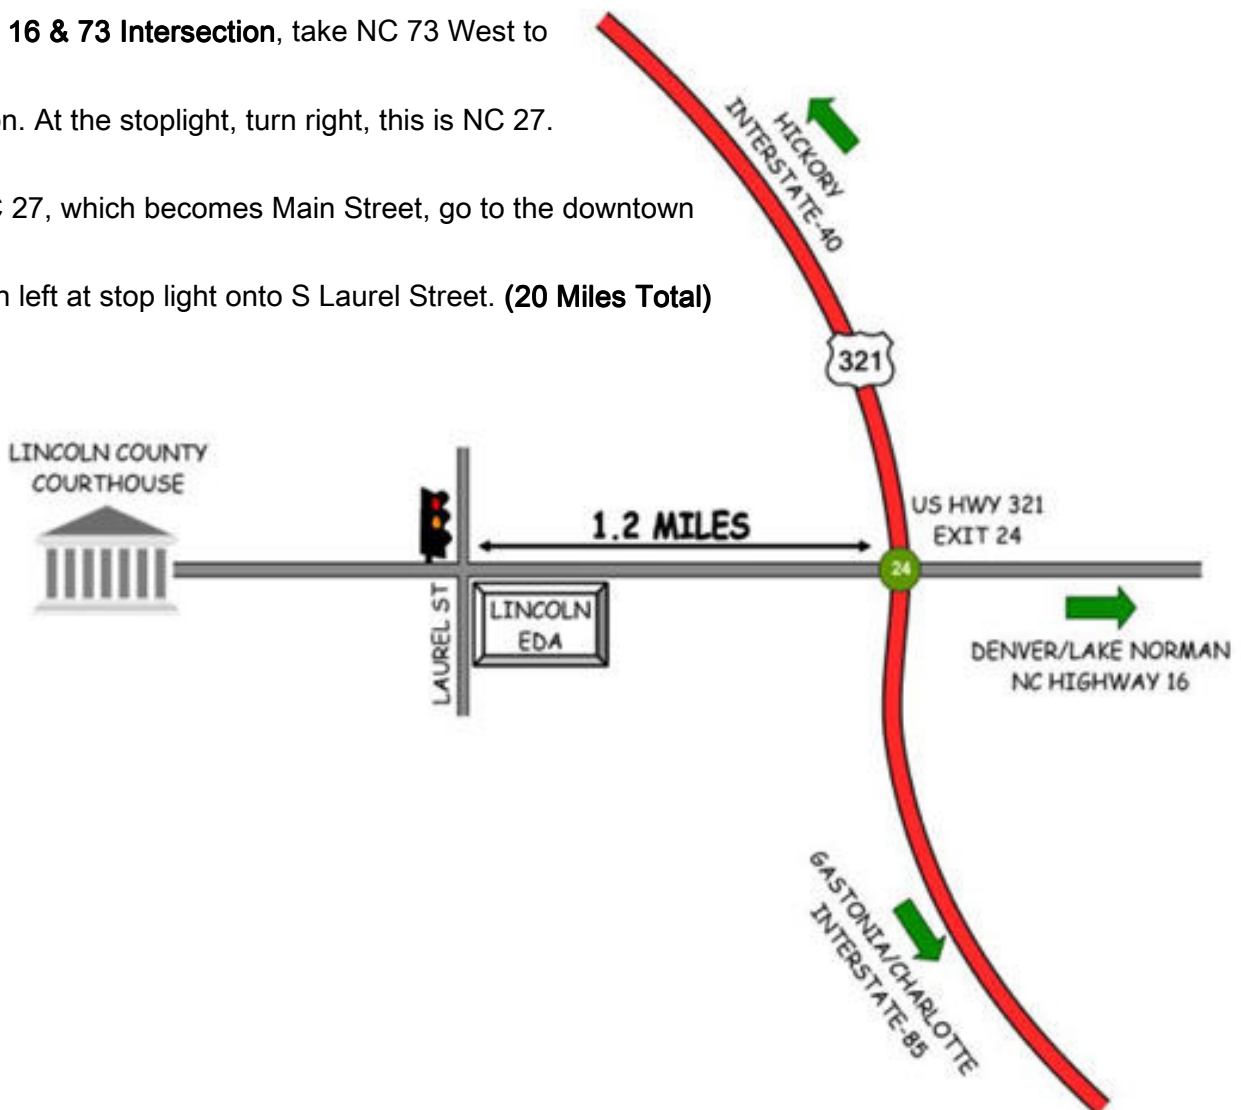 16 & 73 Intersection, take NC 73 West to
on. At the stoplight, turn right, this is NC 27.
C 27, which becomes Main Street, go to the downtown
n left at stop light onto S Laurel Street. (20 Miles Total)
HICKORY
INTERSTATE-40
321
LINCOLN COUNTY
COURTHOUSE
1.2 MILES
US HWY 321
EXIT 24
24
LAUREL ST
LINCOLN
EDA
DENVER/LAKE NORMAN
NC HIGHWAY 16
GASTONIA/CHARLOTTE
INTERSTATE-85